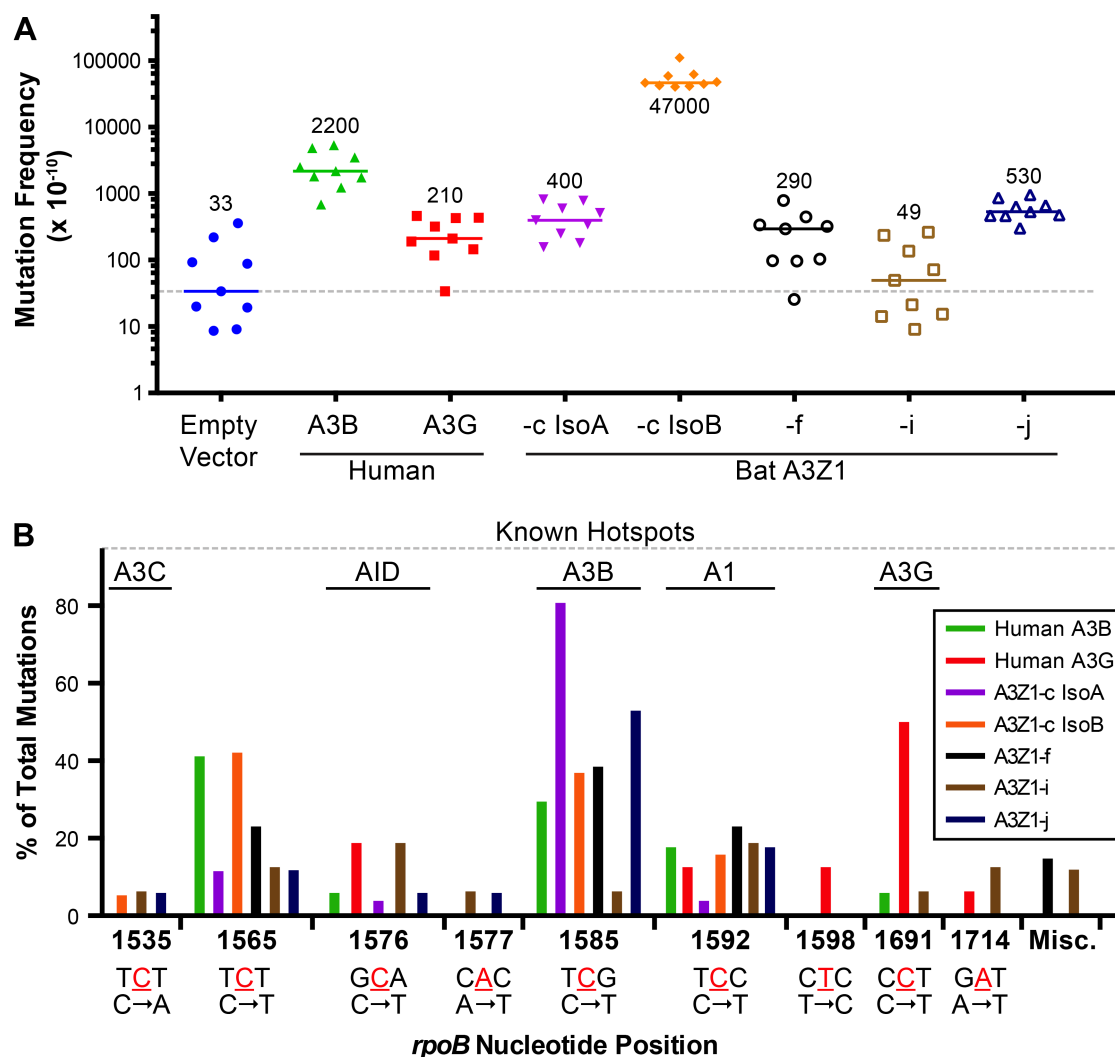 A
Mutation Frequency
(x 10⁻¹⁰)
100000
10000
1000
100
10
1
33
2200
210
400
47000
290
49
530
Empty
Vector
A3B
A3G
-c IsoA
-c IsoB
-f
-i
-j
Human
Bat A3Z1
B
Known Hotspots
A3C
AID
A3B
A1
A3G
% of Total Mutations
80
60
40
20
0
Human A3B
Human A3G
A3Z1-c IsoA
A3Z1-c IsoB
A3Z1-f
A3Z1-i
A3Z1-j
1535 1565 1576 1577 1585 1592 1598 1691 1714 Misc.
TCT TCT GCA CAC TCG TCC CTC CCT GAT
C→A C→T C→T A→T C→T C→T T→C C→T A→T
rpoB Nucleotide Position